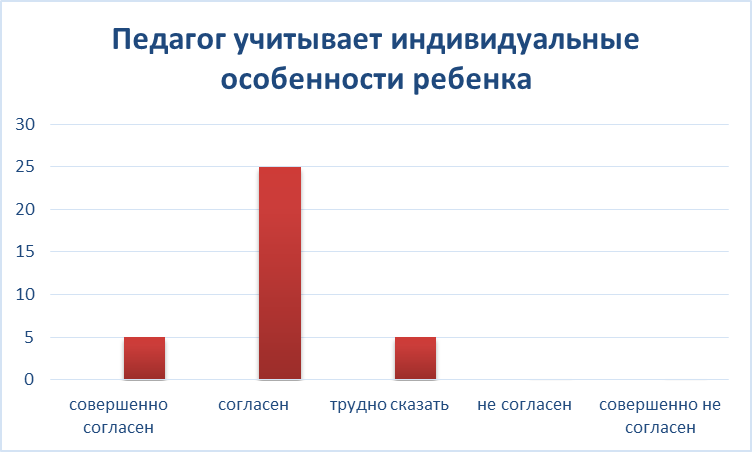 Педагог учитывает индивидуальные
особенности ребенка
30
25
20
15
10
5
0
совершенно
согласен
согласен
трудно сказать
не согласен
совершенно не
согласен